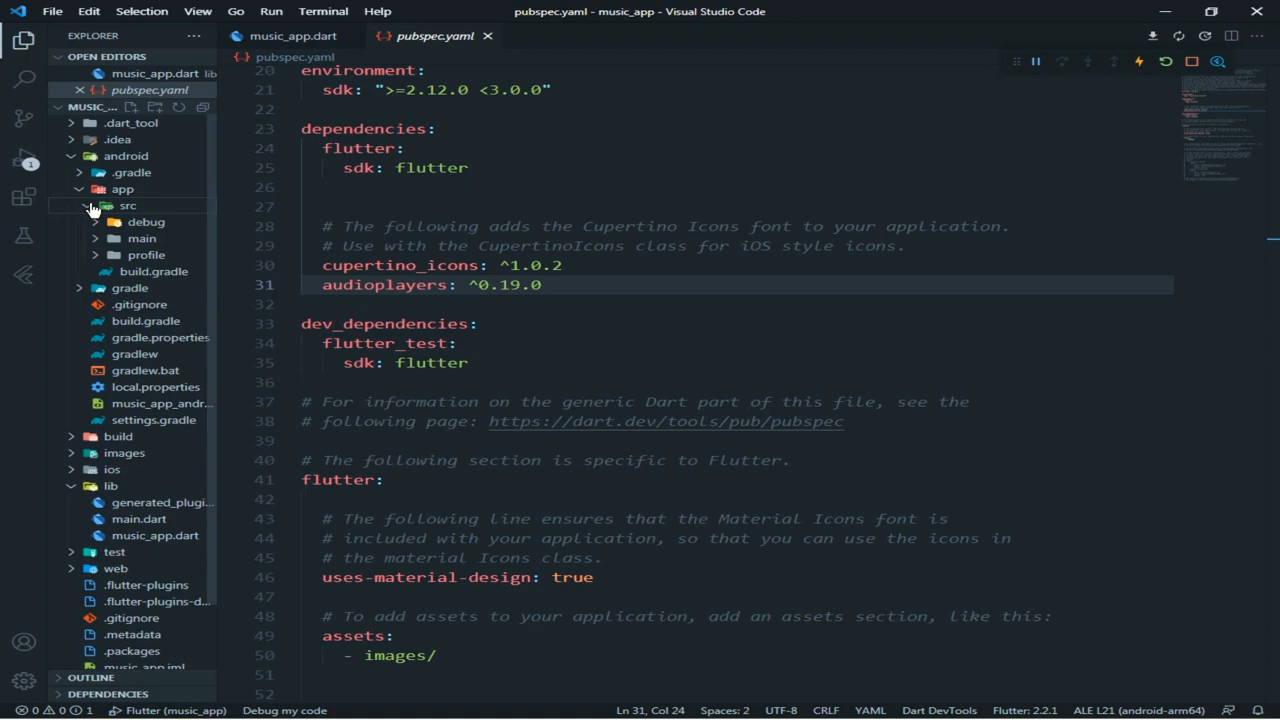 File Edit Selection View Go Run Terminal Help
pubspec.yaml - music_app - Visual Studio Code
EXPLORER
OPEN EDITORS
music_app.dart lib
pubspec.yaml
MUSIC_...
.dart_tool
.idea
android
.gradle
app
src
debug
main
profile
build.gradle
gradle
.gitignore
build.gradle
gradle.properties
gradlew
gradlew.bat
local.properties
music_app_andr...
settings.gradle
build
images
ios
lib
generated_plugi...
main.dart
music_app.dart
test
web
.flutter-plugins
.flutter-plugins-d...
.gitignore
.metadata
.packages
music_app.iml
OUTLINE
DEPENDENCIES
1
music_app.dart
pubspec.yaml
pubspec.yaml
20 environment:
21 sdk: ">=2.12.0 <3.0.0"
22
23 dependencies:
24 flutter:
25 sdk: flutter
26
27
28 # The following adds the Cupertino Icons font to your application.
29 # Use with the CupertinoIcons class for iOS style icons.
30 cupertino_icons: ^1.0.2
31 audioplayers: ^0.19.0
32
33 dev_dependencies:
34 flutter_test:
35 sdk: flutter
36
37 # For information on the generic Dart part of this file, see the
38 # following page: https://dart.dev/tools/pub/pubspec
39
40 # The following section is specific to Flutter.
41 flutter:
42
43 # The following line ensures that the Material Icons font is
44 # included with your application, so that you can use the icons in
45 # the material Icons class.
46 uses-material-design: true
47
48 # To add assets to your application, add an assets section, like this:
49 assets:
50 - images/
51
52
0 0 1 Flutter (music_app) Debug my code Ln 31, Col 24 Spaces: 2 UTF-8 CRLF YAML Dart DevTools Flutter: 2.2.1 ALE L21 (android-arm64)